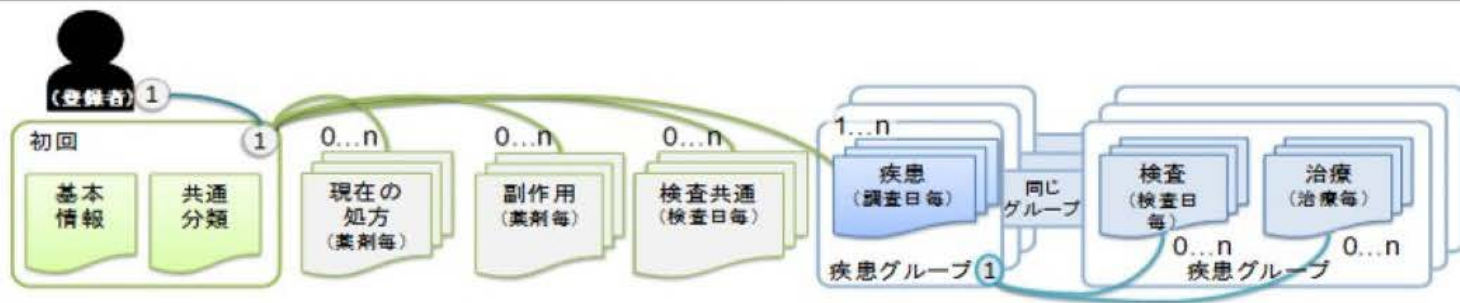 (登録者)
1
初回
1
基本
情報
共通
分類
0…n
現在の
処方
(薬剤毎)
0…n
副作用
(薬剤毎)
0…n
検査共通
(検査日毎)
1…n
疾患
(調査日毎)
疾患グループ
1
同じ
グループ
検査
(検査日
毎)
0…n
治療
(治療毎)
0…n
疾患グループ